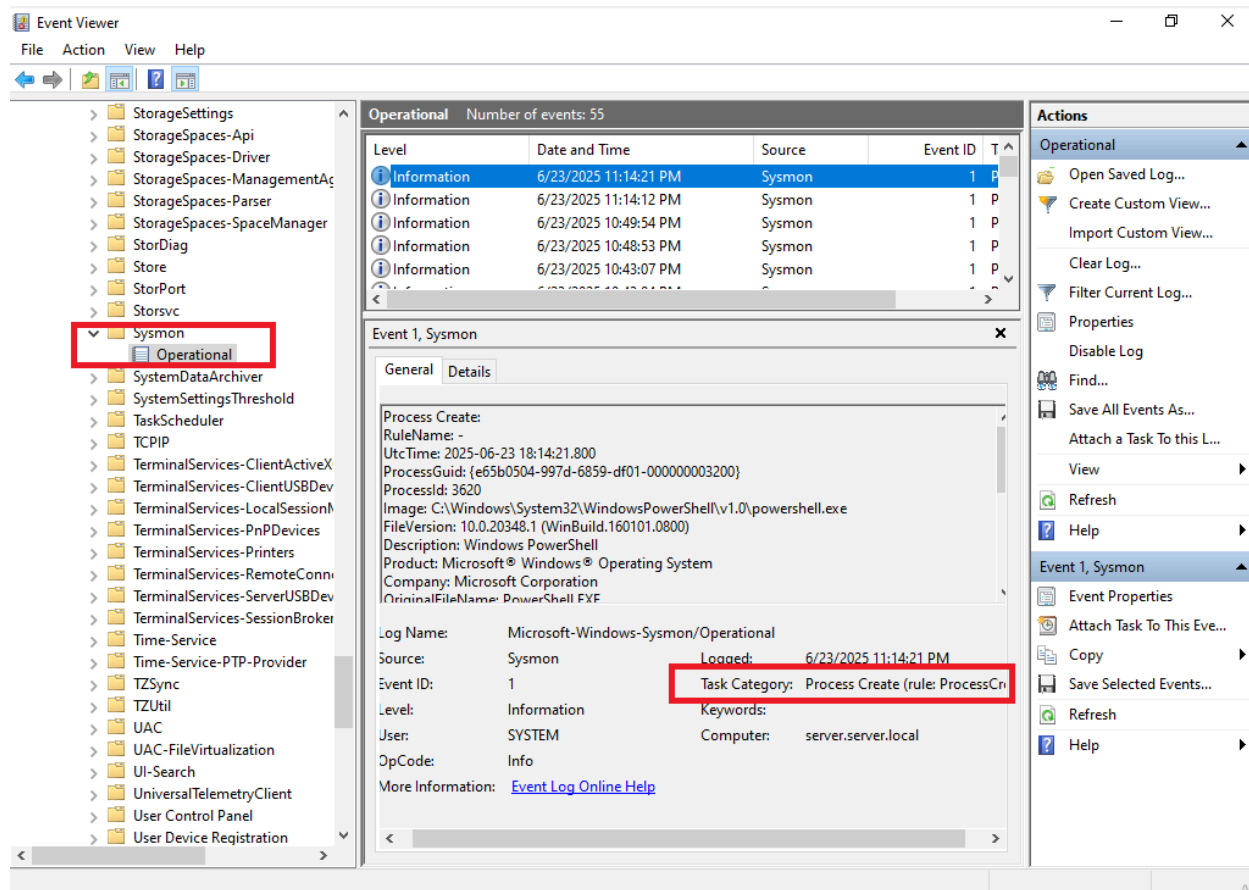 Event Viewer
File Action View Help
StorageSettings
StorageSpaces-Api
StorageSpaces-Driver
StorageSpaces-ManagementAg
StorageSpaces-Parser
StorageSpaces-SpaceManager
StorDiag
Store
StorPort
Storsvc
Sysmon
Operational
SystemDataArchiver
SystemSettingsThreshold
TaskScheduler
TCPIP
TerminalServices-ClientActiveX
TerminalServices-ClientUSBDev
TerminalServices-LocalSession
TerminalServices-PnPDevices
TerminalServices-Printers
TerminalServices-RemoteConn
TerminalServices-ServerUSBDev
TerminalServices-SessionBroker
Time-Service
Time-Service-PTP-Provider
TZSync
TZUtil
UAC
UAC-FileVirtualization
UI-Search
UniversalTelemetryClient
User Control Panel
User Device Registration
Operational Number of events: 55
Level Date and Time Source Event ID T
Information 6/23/2025 11:14:21 PM Sysmon 1 P
Information 6/23/2025 11:14:12 PM Sysmon 1 P
Information 6/23/2025 10:49:54 PM Sysmon 1 P
Information 6/23/2025 10:48:53 PM Sysmon 1 P
Information 6/23/2025 10:43:07 PM Sysmon 1 P
Event 1, Sysmon
General Details
Process Create:
RuleName: -
UtcTime: 2025-06-23 18:14:21.800
ProcessGuid: {e65b0504-997d-6859-df01-000000003200}
ProcessId: 3620
Image: C:\Windows\System32\WindowsPowerShell\v1.0\powershell.exe
FileVersion: 10.0.20348.1 (WinBuild.160101.0800)
Description: Windows PowerShell
Product: Microsoft® Windows® Operating System
Company: Microsoft Corporation
OriginalFileName: PowerShell.EXE
Log Name: Microsoft-Windows-Sysmon/Operational
Source: Sysmon Logged: 6/23/2025 11:14:21 PM
Event ID: 1 Task Category: Process Create (rule: ProcessCr
Level: Information Keywords:
User: SYSTEM Computer: server.server.local
OpCode: Info
More Information: Event Log Online Help
Actions
Operational
Open Saved Log...
Create Custom View...
Import Custom View...
Clear Log...
Filter Current Log...
Properties
Disable Log
Find...
Save All Events As...
Attach a Task To this L...
View
Refresh
Help
Event 1, Sysmon
Event Properties
Attach Task To This Eve...
Copy
Save Selected Events...
Refresh
Help